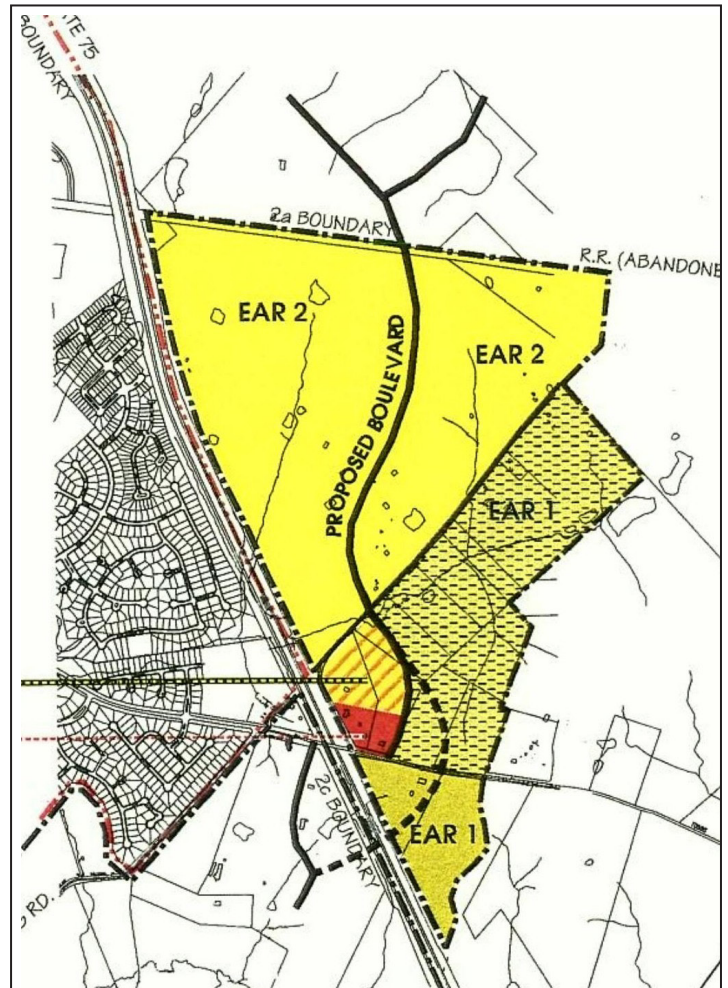 TE 75
BOUNDARY
2a BOUNDARY
R.R. (ABANDONE
EAR 2
EAR 2
PROPOSED BOULEVARD
EAR 1
EAR 1
2c BOUNDARY
RD.